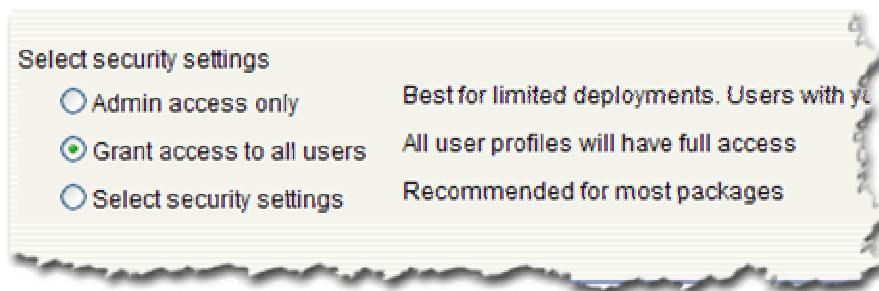 Select security settings
Admin access only Best for limited deployments. Users with
Grant access to all users All user profiles will have full access
Select security settings Recommended for most packages